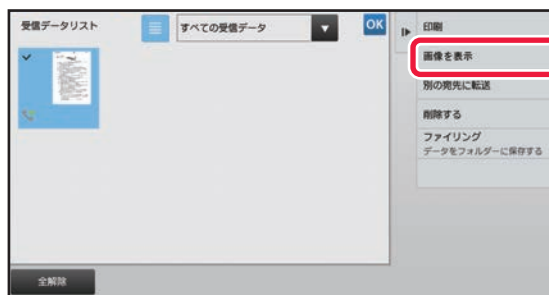 受信データリスト
すべての受信データ
OK
印刷
画像を表示
別の宛先に転送
削除する
ファイリング
データをフォルダーに保存する
全解除